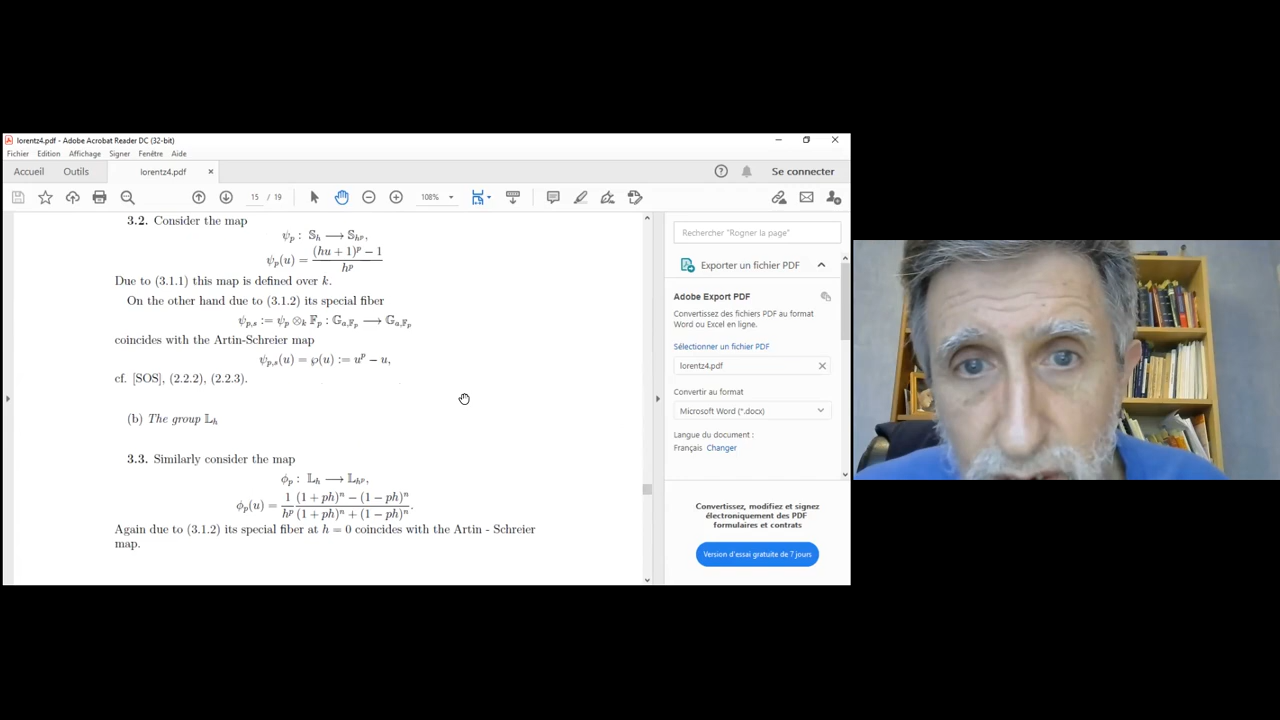 lorentz4.pdf - Adobe Acrobat Reader DC (32-bit)
Fichier Edition Affichage Signer Fenêtre Aide
Accueil Outils lorentz4.pdf × ? Se connecter
15 / 19 108%
3.2. Consider the map
ψ_p : 𝕊_h ⟶ 𝕊_{h^p},
ψ_p(u) = ((hu + 1)^p − 1) / h^p
Due to (3.1.1) this map is defined over k.
On the other hand due to (3.1.2) its special fiber
ψ_{p,s} := ψ_p ⊗_k 𝔽_p : 𝔾_{a,𝔽_p} ⟶ 𝔾_{a,𝔽_p}
coincides with the Artin-Schreier map
ψ_{p,s}(u) = ℘(u) := u^p − u,
cf. [SOS], (2.2.2), (2.2.3).
(b) The group 𝕃_h
3.3. Similarly consider the map
ϕ_p : 𝕃_h ⟶ 𝕃_{h^p},
ϕ_p(u) = (1 / h^p) ((1 + ph)^n − (1 − ph)^n) / ((1 + ph)^n + (1 − ph)^n).
Again due to (3.1.2) its special fiber at h = 0 coincides with the Artin - Schreier
map.
Rechercher "Rogner la page"
Exporter un fichier PDF
Adobe Export PDF
Convertissez des fichiers PDF au format
Word ou Excel en ligne.
Sélectionner un fichier PDF
lorentz4.pdf
Convertir au format
Microsoft Word (*.docx)
Langue du document :
Français Changer
Convertissez, modifiez et signez
électroniquement des PDF
formulaires et contrats
Version d'essai gratuite de 7 jours